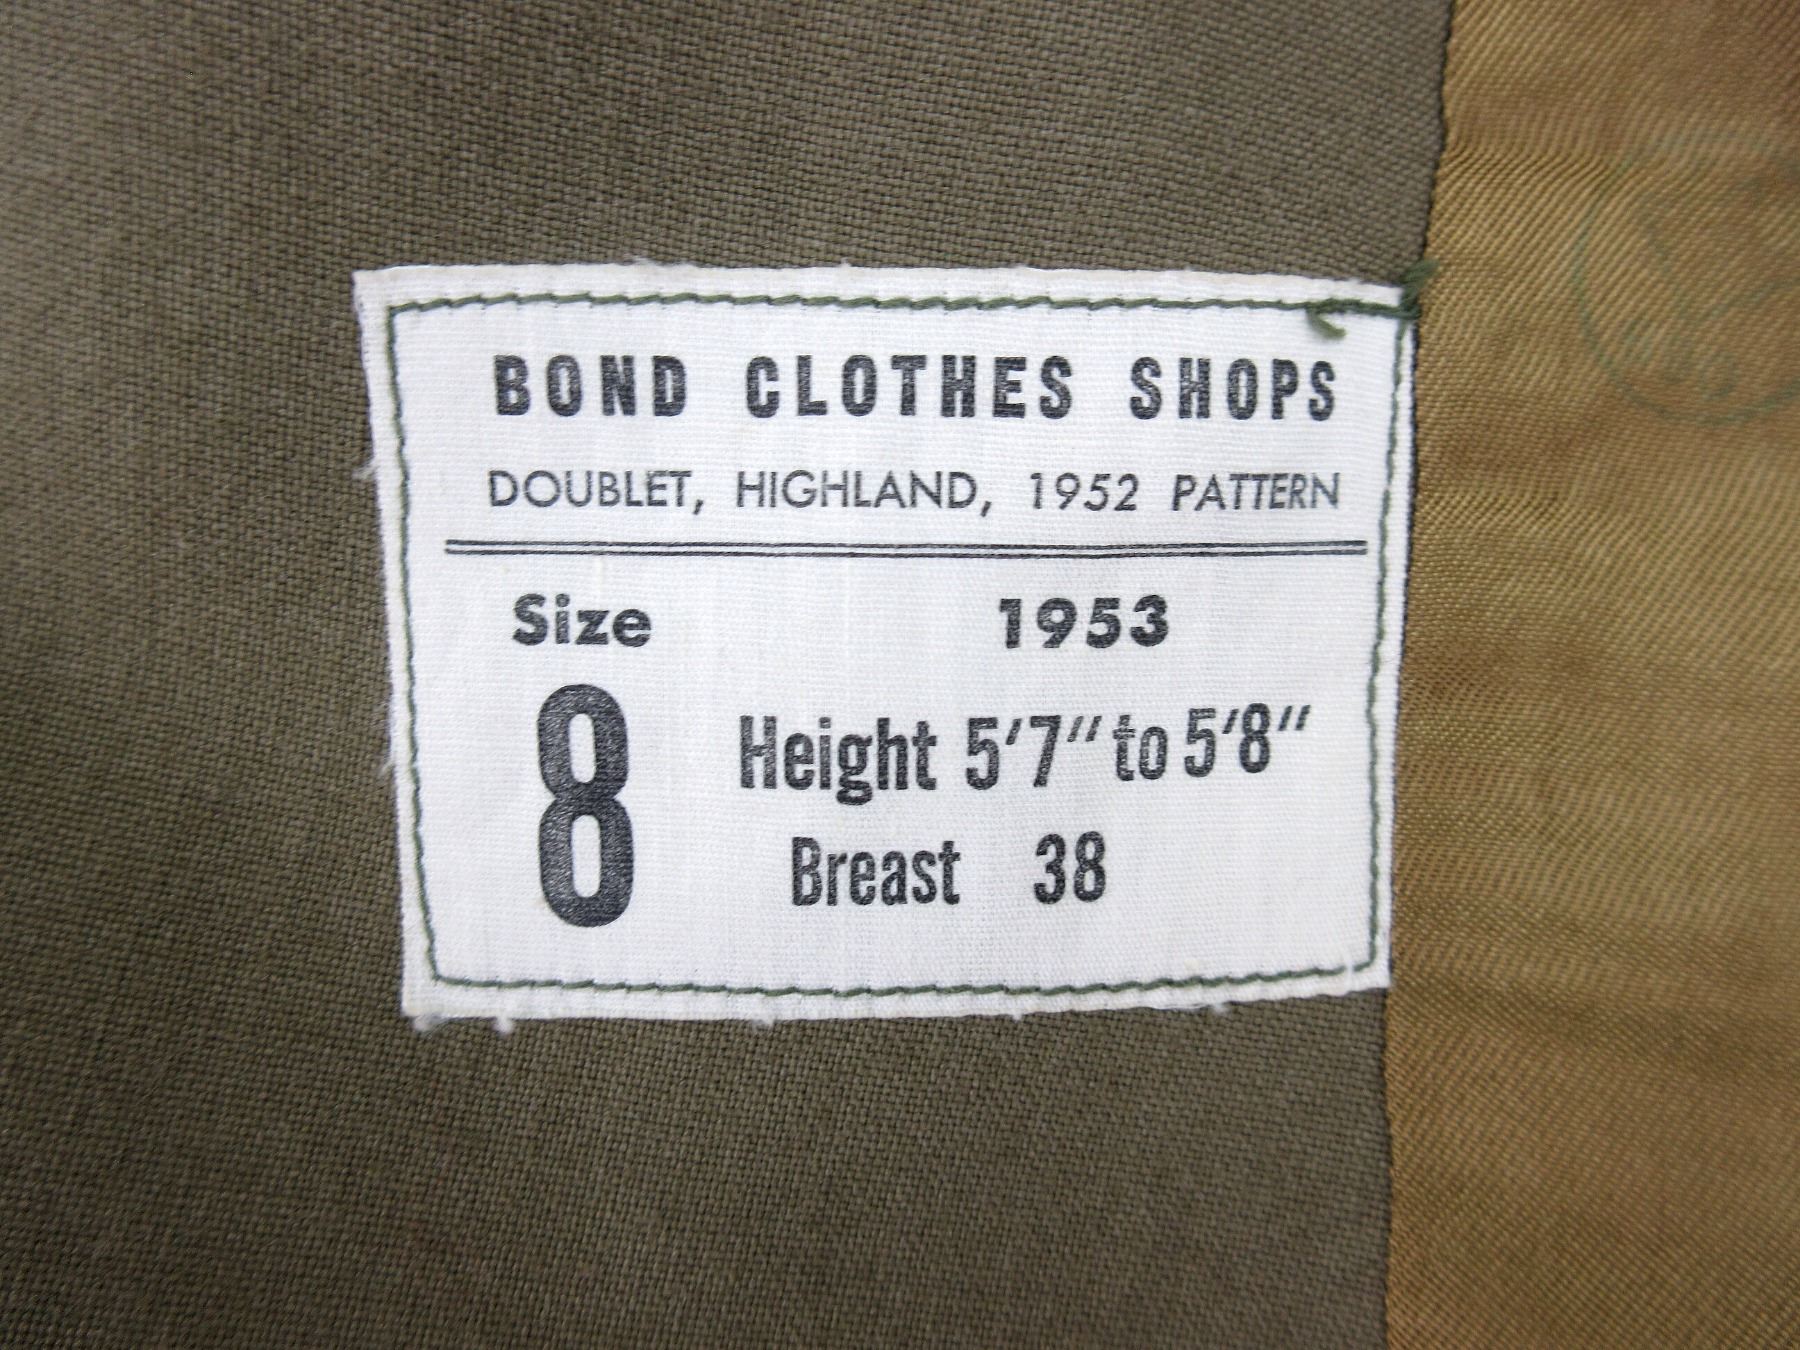 BOND CLOTHES SHOPS
DOUBLET, HIGHLAND, 1952 PATTERN
Size 1953
8
Height 5'7" to 5'8"
Breast 38